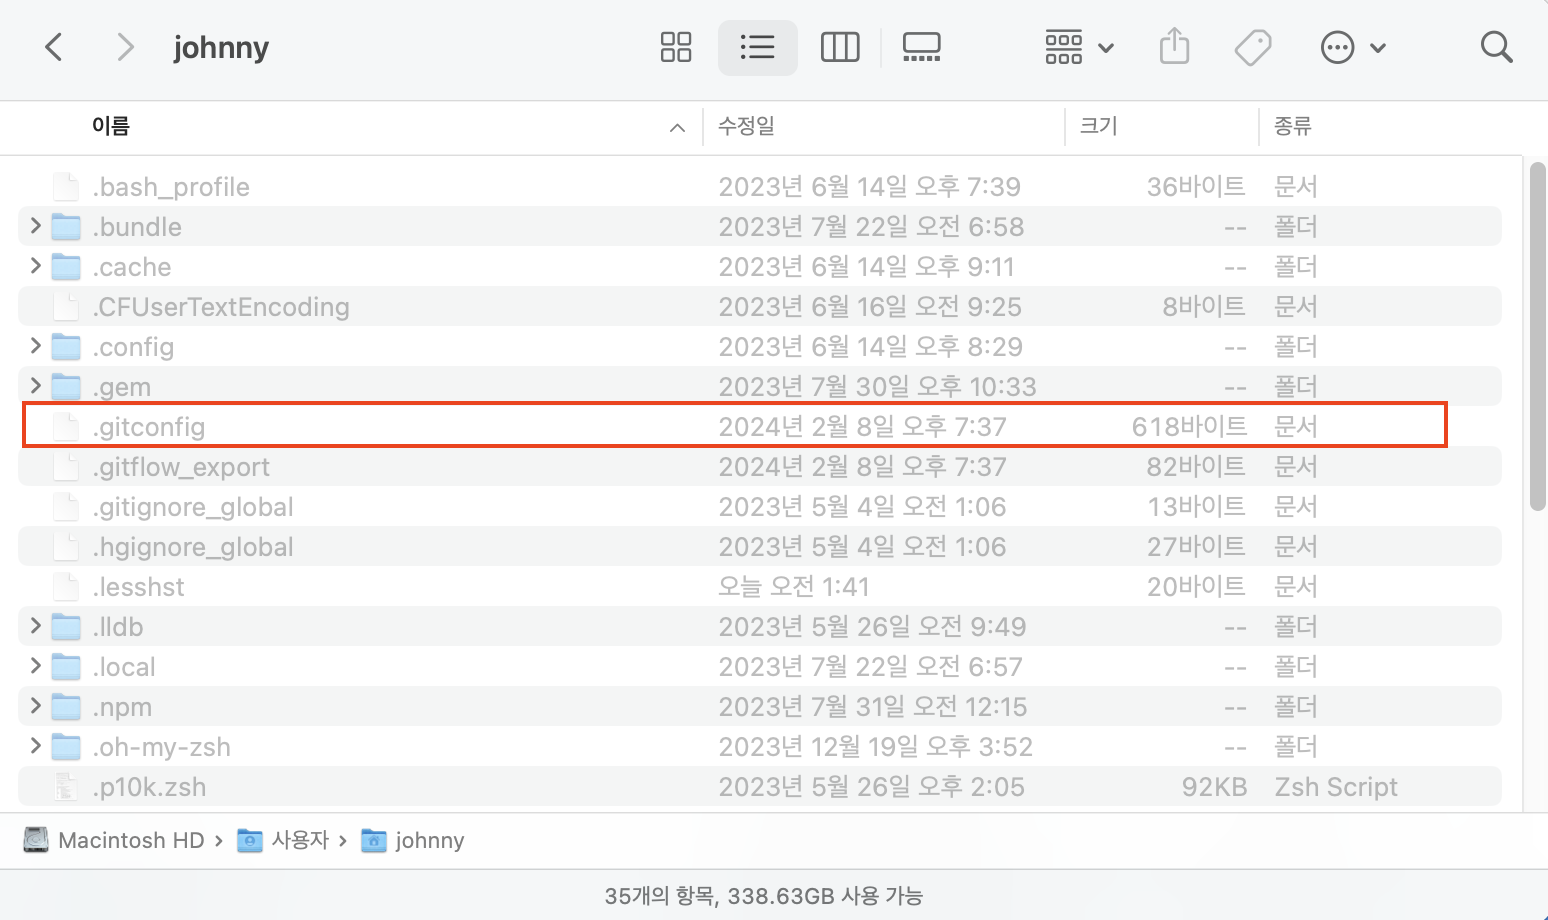 johnny
이름 수정일 크기 종류
.bash_profile 2023년 6월 14일 오후 7:39 36바이트 문서
.bundle 2023년 7월 22일 오전 6:58 -- 폴더
.cache 2023년 6월 14일 오후 9:11 -- 폴더
.CFUserTextEncoding 2023년 6월 16일 오전 9:25 8바이트 문서
.config 2023년 6월 14일 오후 8:29 -- 폴더
.gem 2023년 7월 30일 오후 10:33 -- 폴더
.gitconfig 2024년 2월 8일 오후 7:37 618바이트 문서
.gitflow_export 2024년 2월 8일 오후 7:37 82바이트 문서
.gitignore_global 2023년 5월 4일 오전 1:06 13바이트 문서
.hgignore_global 2023년 5월 4일 오전 1:06 27바이트 문서
.lesshst 오늘 오전 1:41 20바이트 문서
.lldb 2023년 5월 26일 오전 9:49 -- 폴더
.local 2023년 7월 22일 오전 6:57 -- 폴더
.npm 2023년 7월 31일 오전 12:15 -- 폴더
.oh-my-zsh 2023년 12월 19일 오후 3:52 -- 폴더
.p10k.zsh 2023년 5월 26일 오후 2:05 92KB Zsh Script
Macintosh HD › 사용자 › johnny
35개의 항목, 338.63GB 사용 가능